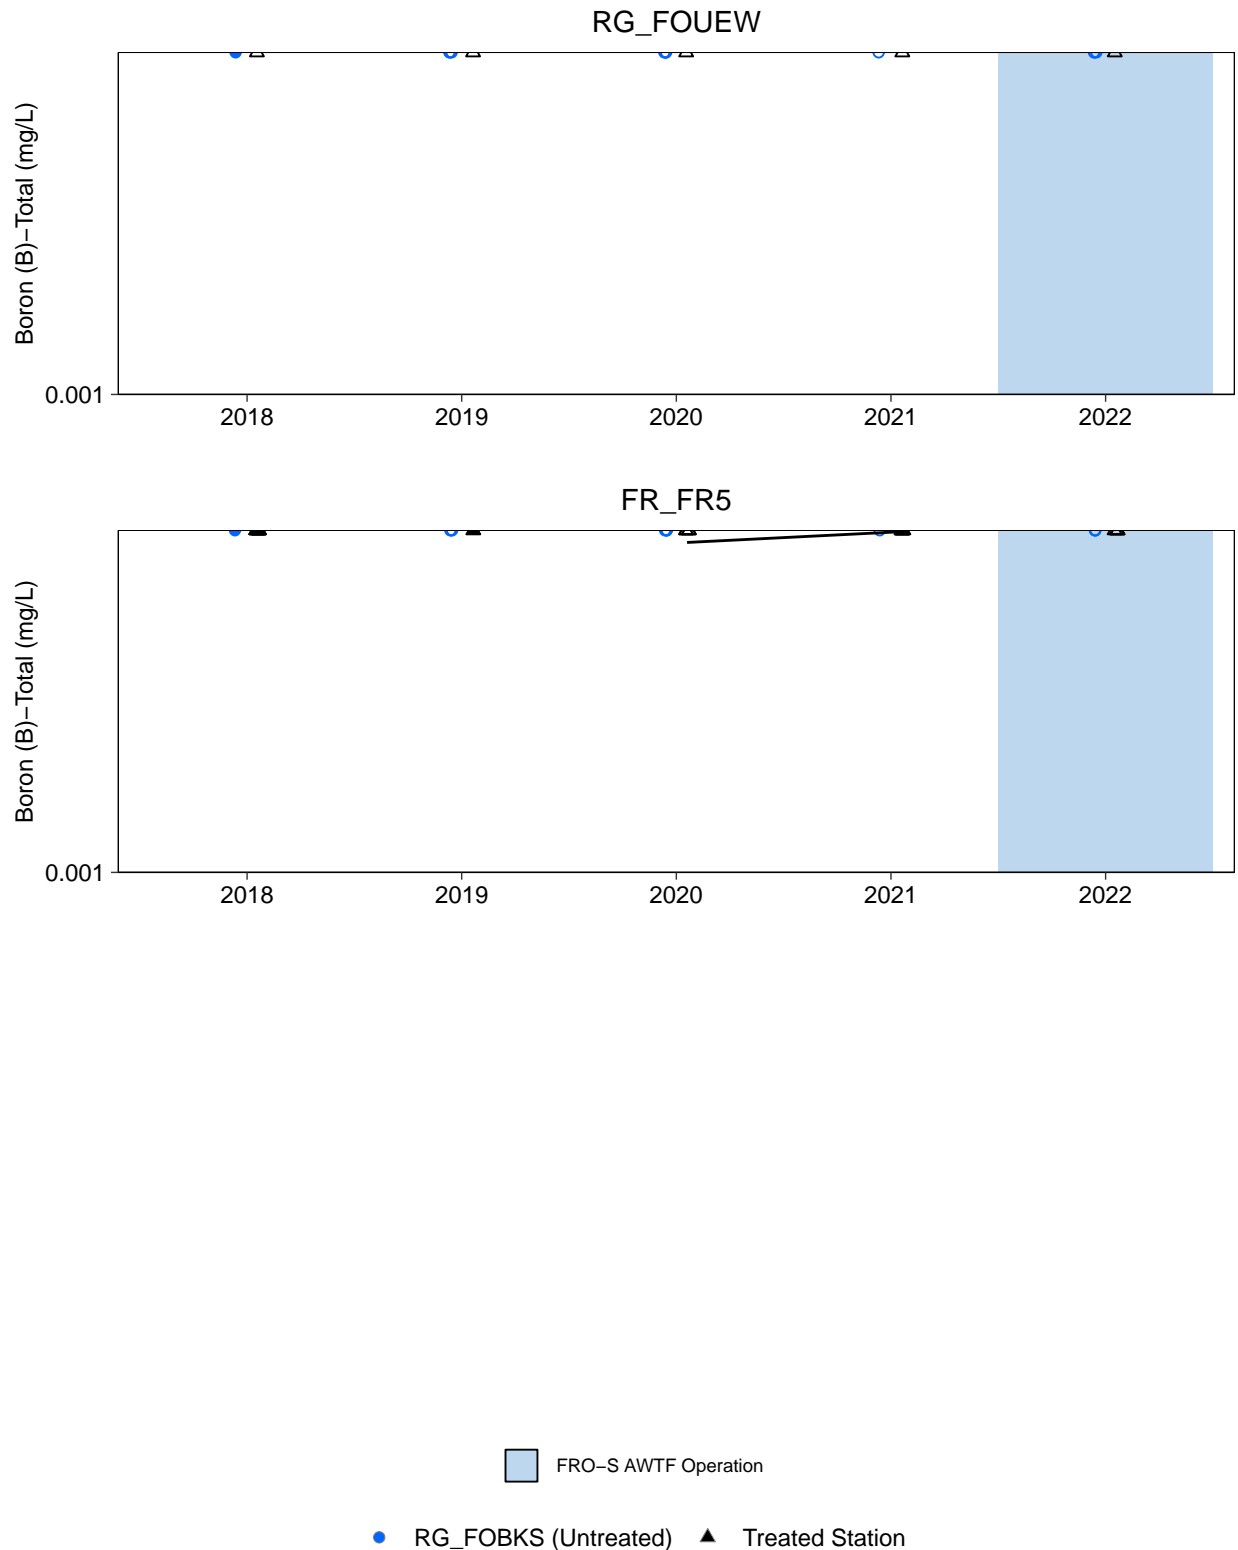 RG_FOUEW
Boron (B)−Total (mg/L)
0.001
2018 2019 2020 2021 2022
FR_FR5
Boron (B)−Total (mg/L)
0.001
2018 2019 2020 2021 2022
FRO−S AWTF Operation
RG_FOBKS (Untreated) Treated Station